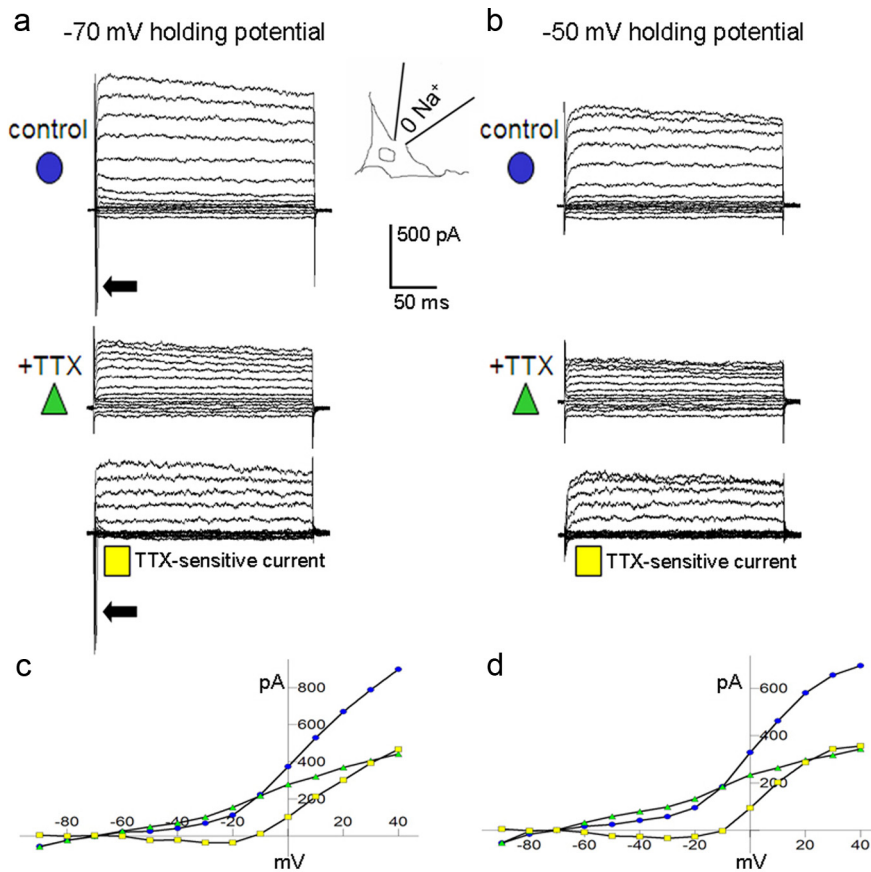 a
-70 mV holding potential
b
-50 mV holding potential
control
0 Na+
control
500 pA
50 ms
+TTX
+TTX
TTX-sensitive current
TTX-sensitive current
c
pA
800
600
400
200
-80 -60 -40 -20 0 20 40
mV
d
pA
600
400
200
-80 -60 -40 -20 0 20 40
mV